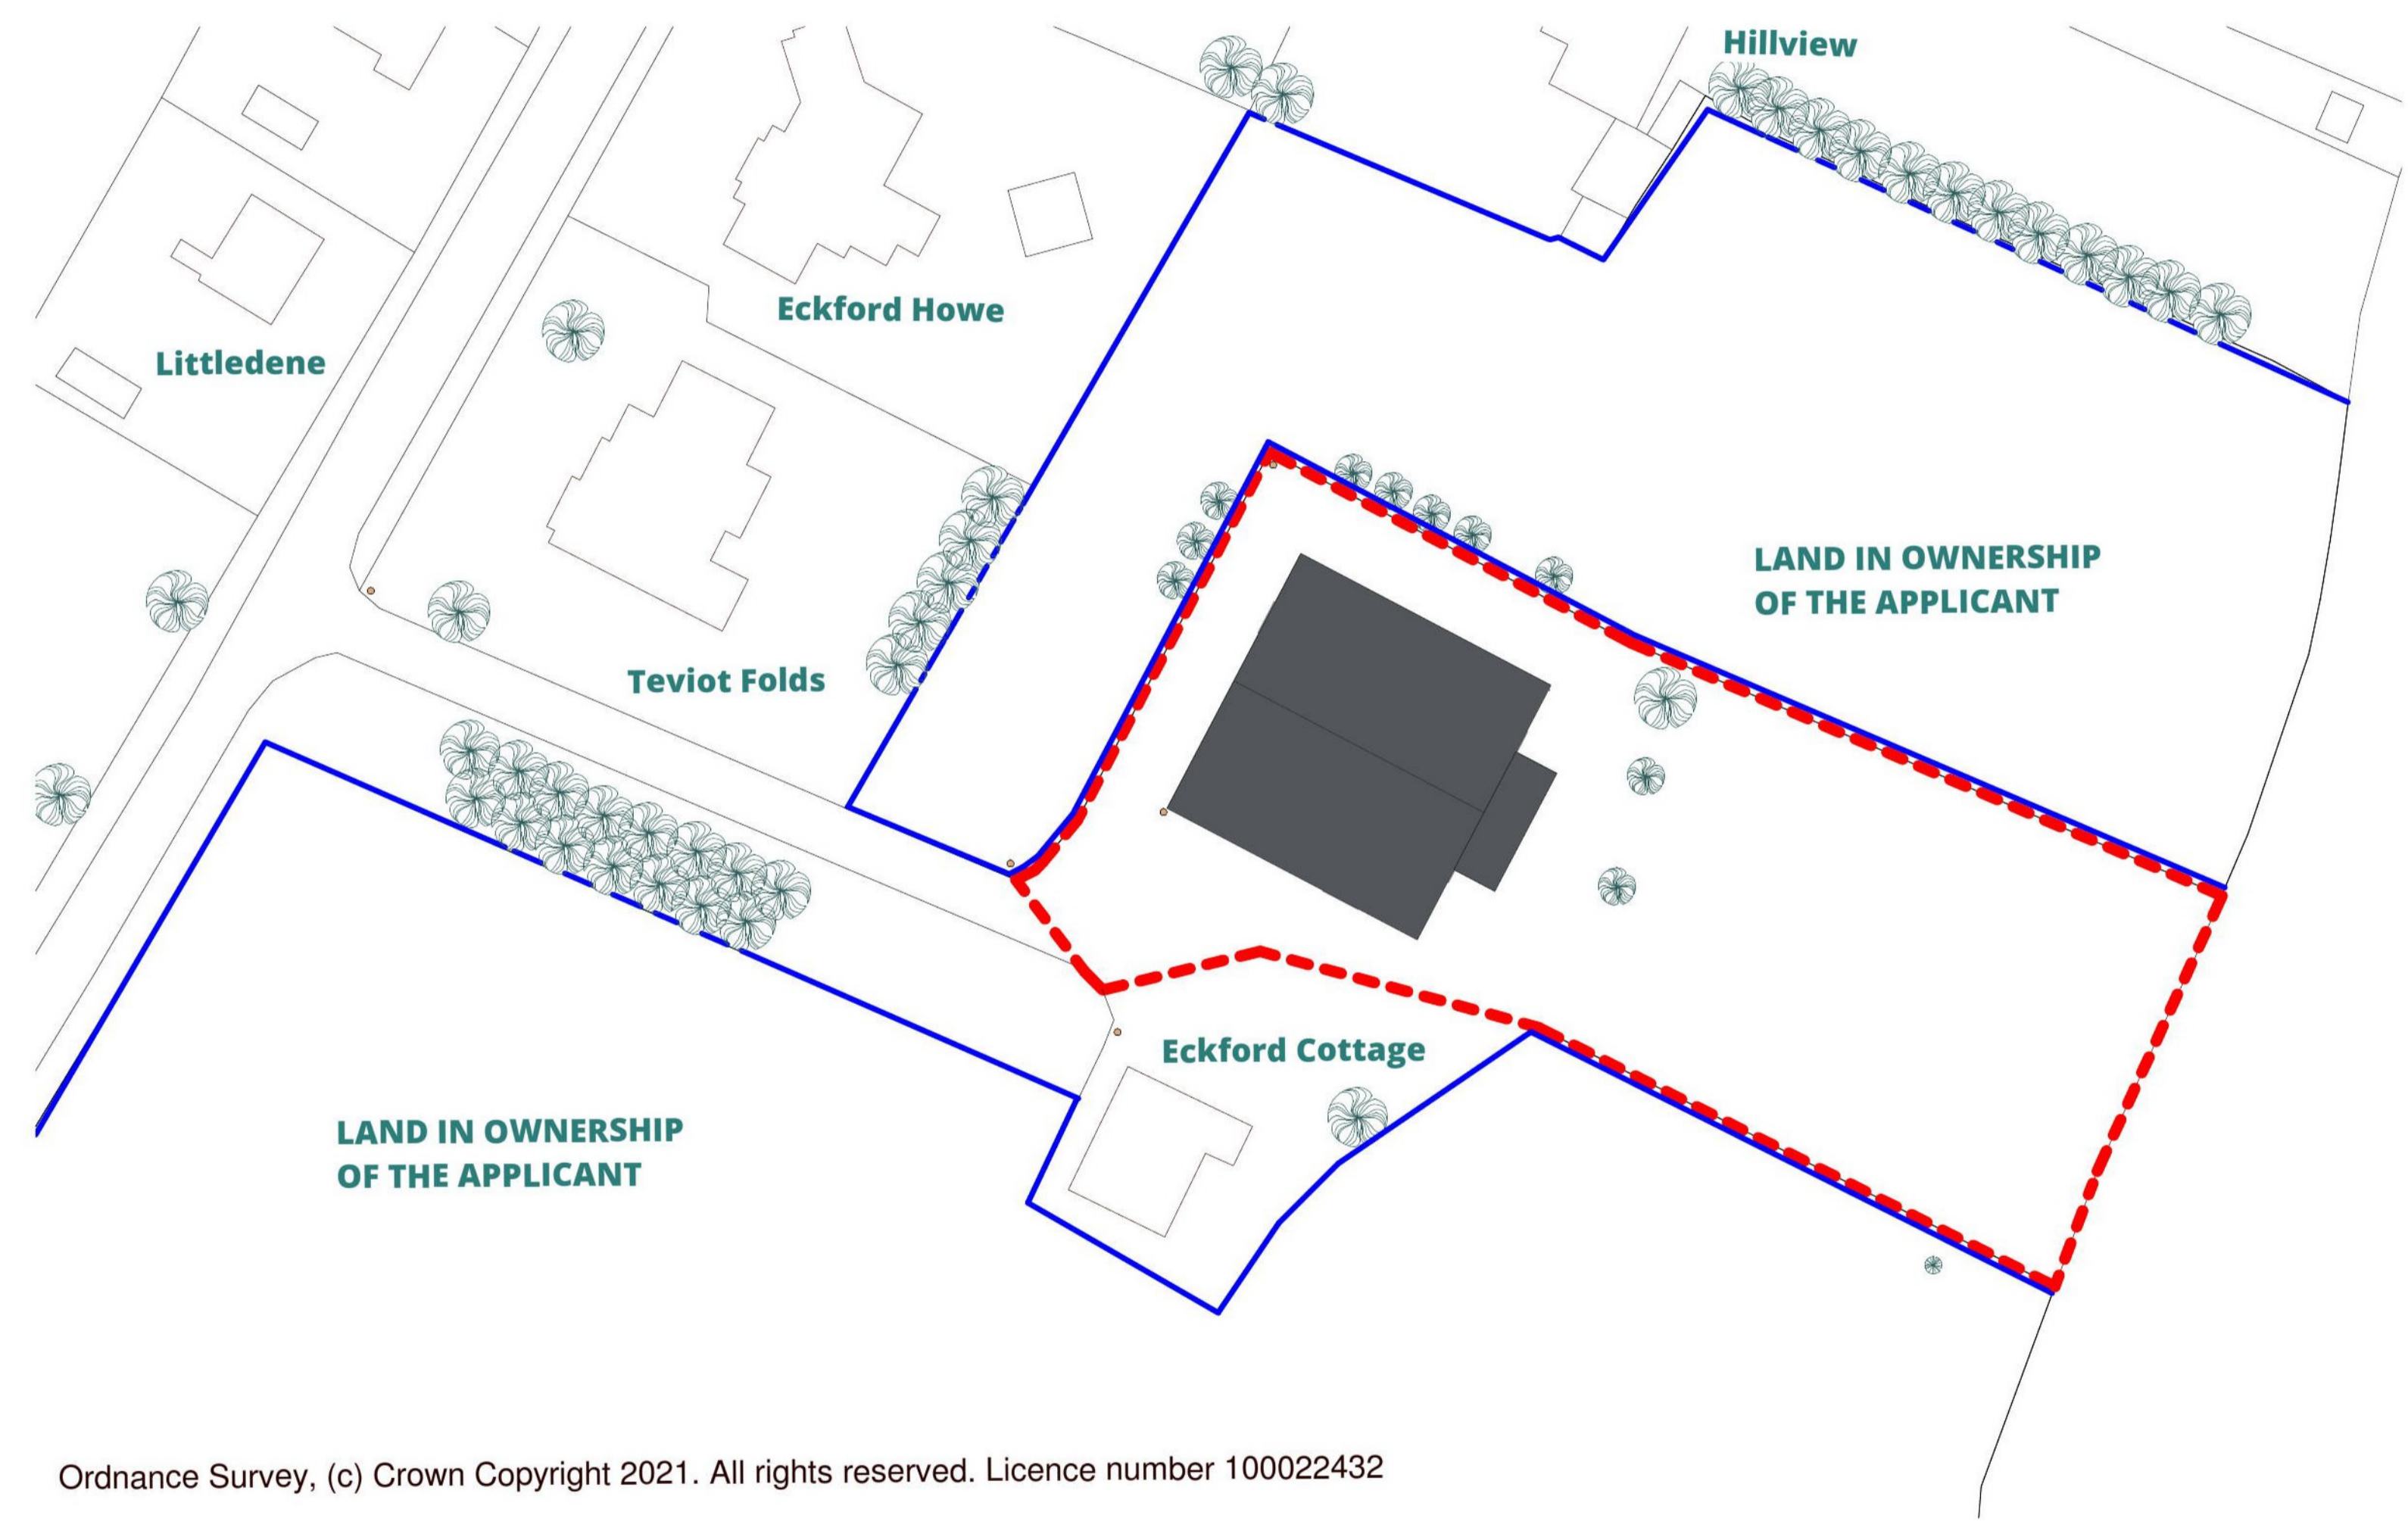 Hillview
Eckford Howe
Littledene
LAND IN OWNERSHIP
OF THE APPLICANT
Teviot Folds
Eckford Cottage
LAND IN OWNERSHIP
OF THE APPLICANT
Ordnance Survey, (c) Crown Copyright 2021. All rights reserved. Licence number 100022432